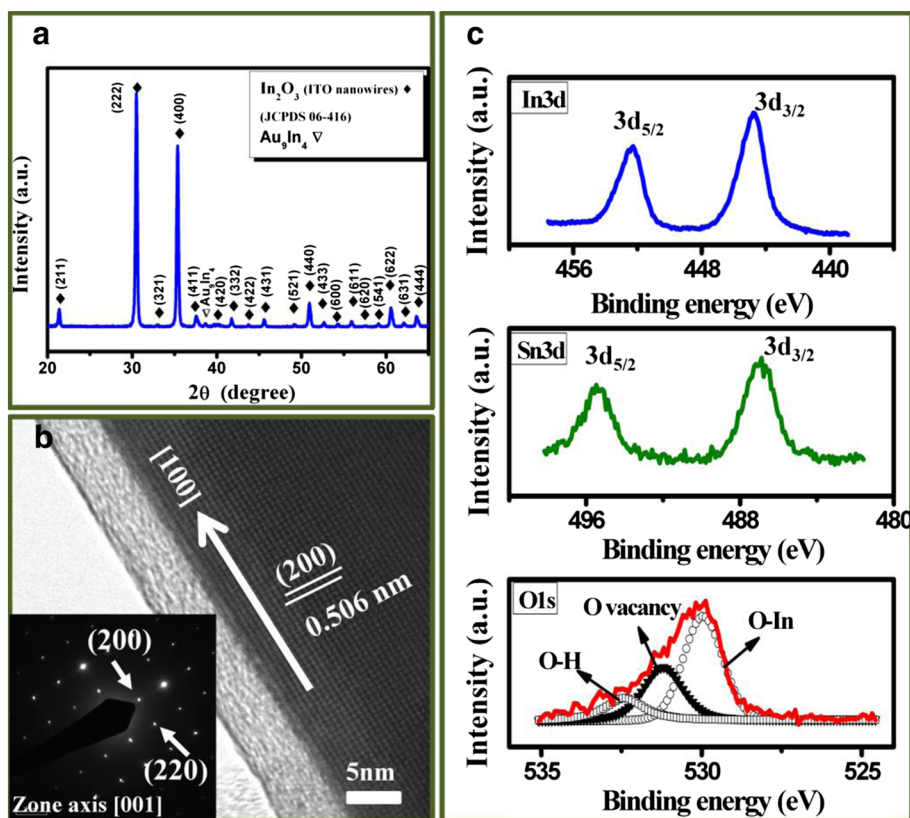 a
Intensity (a.u.)
In₂O₃ (ITO nanowires) ♦
(JCPDS 06-416)
Au₉In₄ ∇
(211)
(222)
(321)
(400)
(411)
∇ Au₉In₄
(420)
(332)
(422)
(431)
(521)
(440)
(433)
(600)
(611)
(620)
(541)
(622)
(631)
(444)
20 30 40 50 60
2θ (degree)
b
[100]
(200)
0.506 nm
(200)
(220)
Zone axis [001]
5nm
c
Intensity (a.u.)
In3d
3d₅/₂
3d₃/₂
456 448 440
Binding energy (eV)
Intensity (a.u.)
Sn3d
3d₅/₂
3d₃/₂
496 488 480
Binding energy (eV)
Intensity (a.u.)
O1s
O vacancy
O-In
O-H
535 530 525
Binding energy (eV)